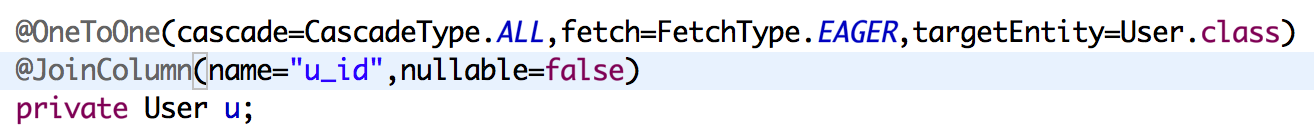 @OneToOne(cascade=CascadeType.ALL,fetch=FetchType.EAGER,targetEntity=User.class)
@JoinColumn(name="u_id",nullable=false)
private User u;